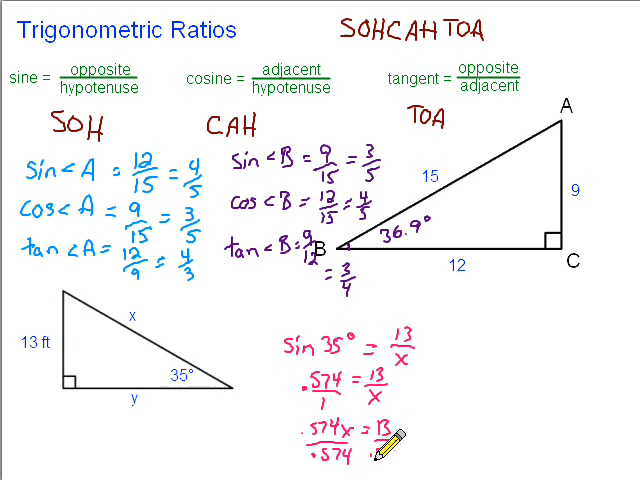 Trigonometric Ratios
SOHCAH TOA
sine = opposite / hypotenuse
cosine = adjacent / hypotenuse
tangent = opposite / adjacent
SOH
CAH
TOA
sin<A = 12/15 = 4/5
cos<A = 9/15 = 3/5
tan<A = 12/9 = 4/3
sin<B = 9/15 = 3/5
cos<B = 12/15 = 4/5
tan<B = 9/12
= 3/4
A
15
9
B
36.9°
C
12
13 ft
x
35°
y
sin 35° = 13/x
.574/1 = 13/x
.574x/.574 = 13/.5